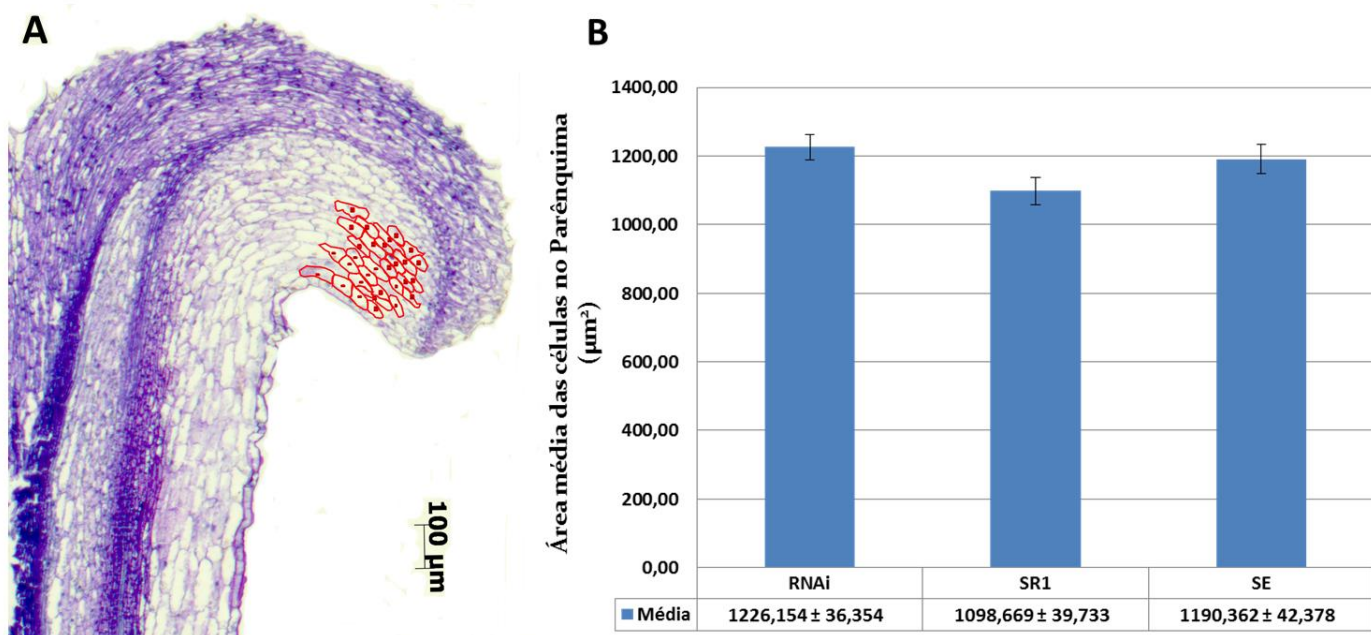 A
100 µm
B
Área média das células no Parênquima
(µm²)
1400,00
1200,00
1000,00
800,00
600,00
400,00
200,00
0,00
RNAi SR1 SE
Média 1226,154 ± 36,354 1098,669 ± 39,733 1190,362 ± 42,378